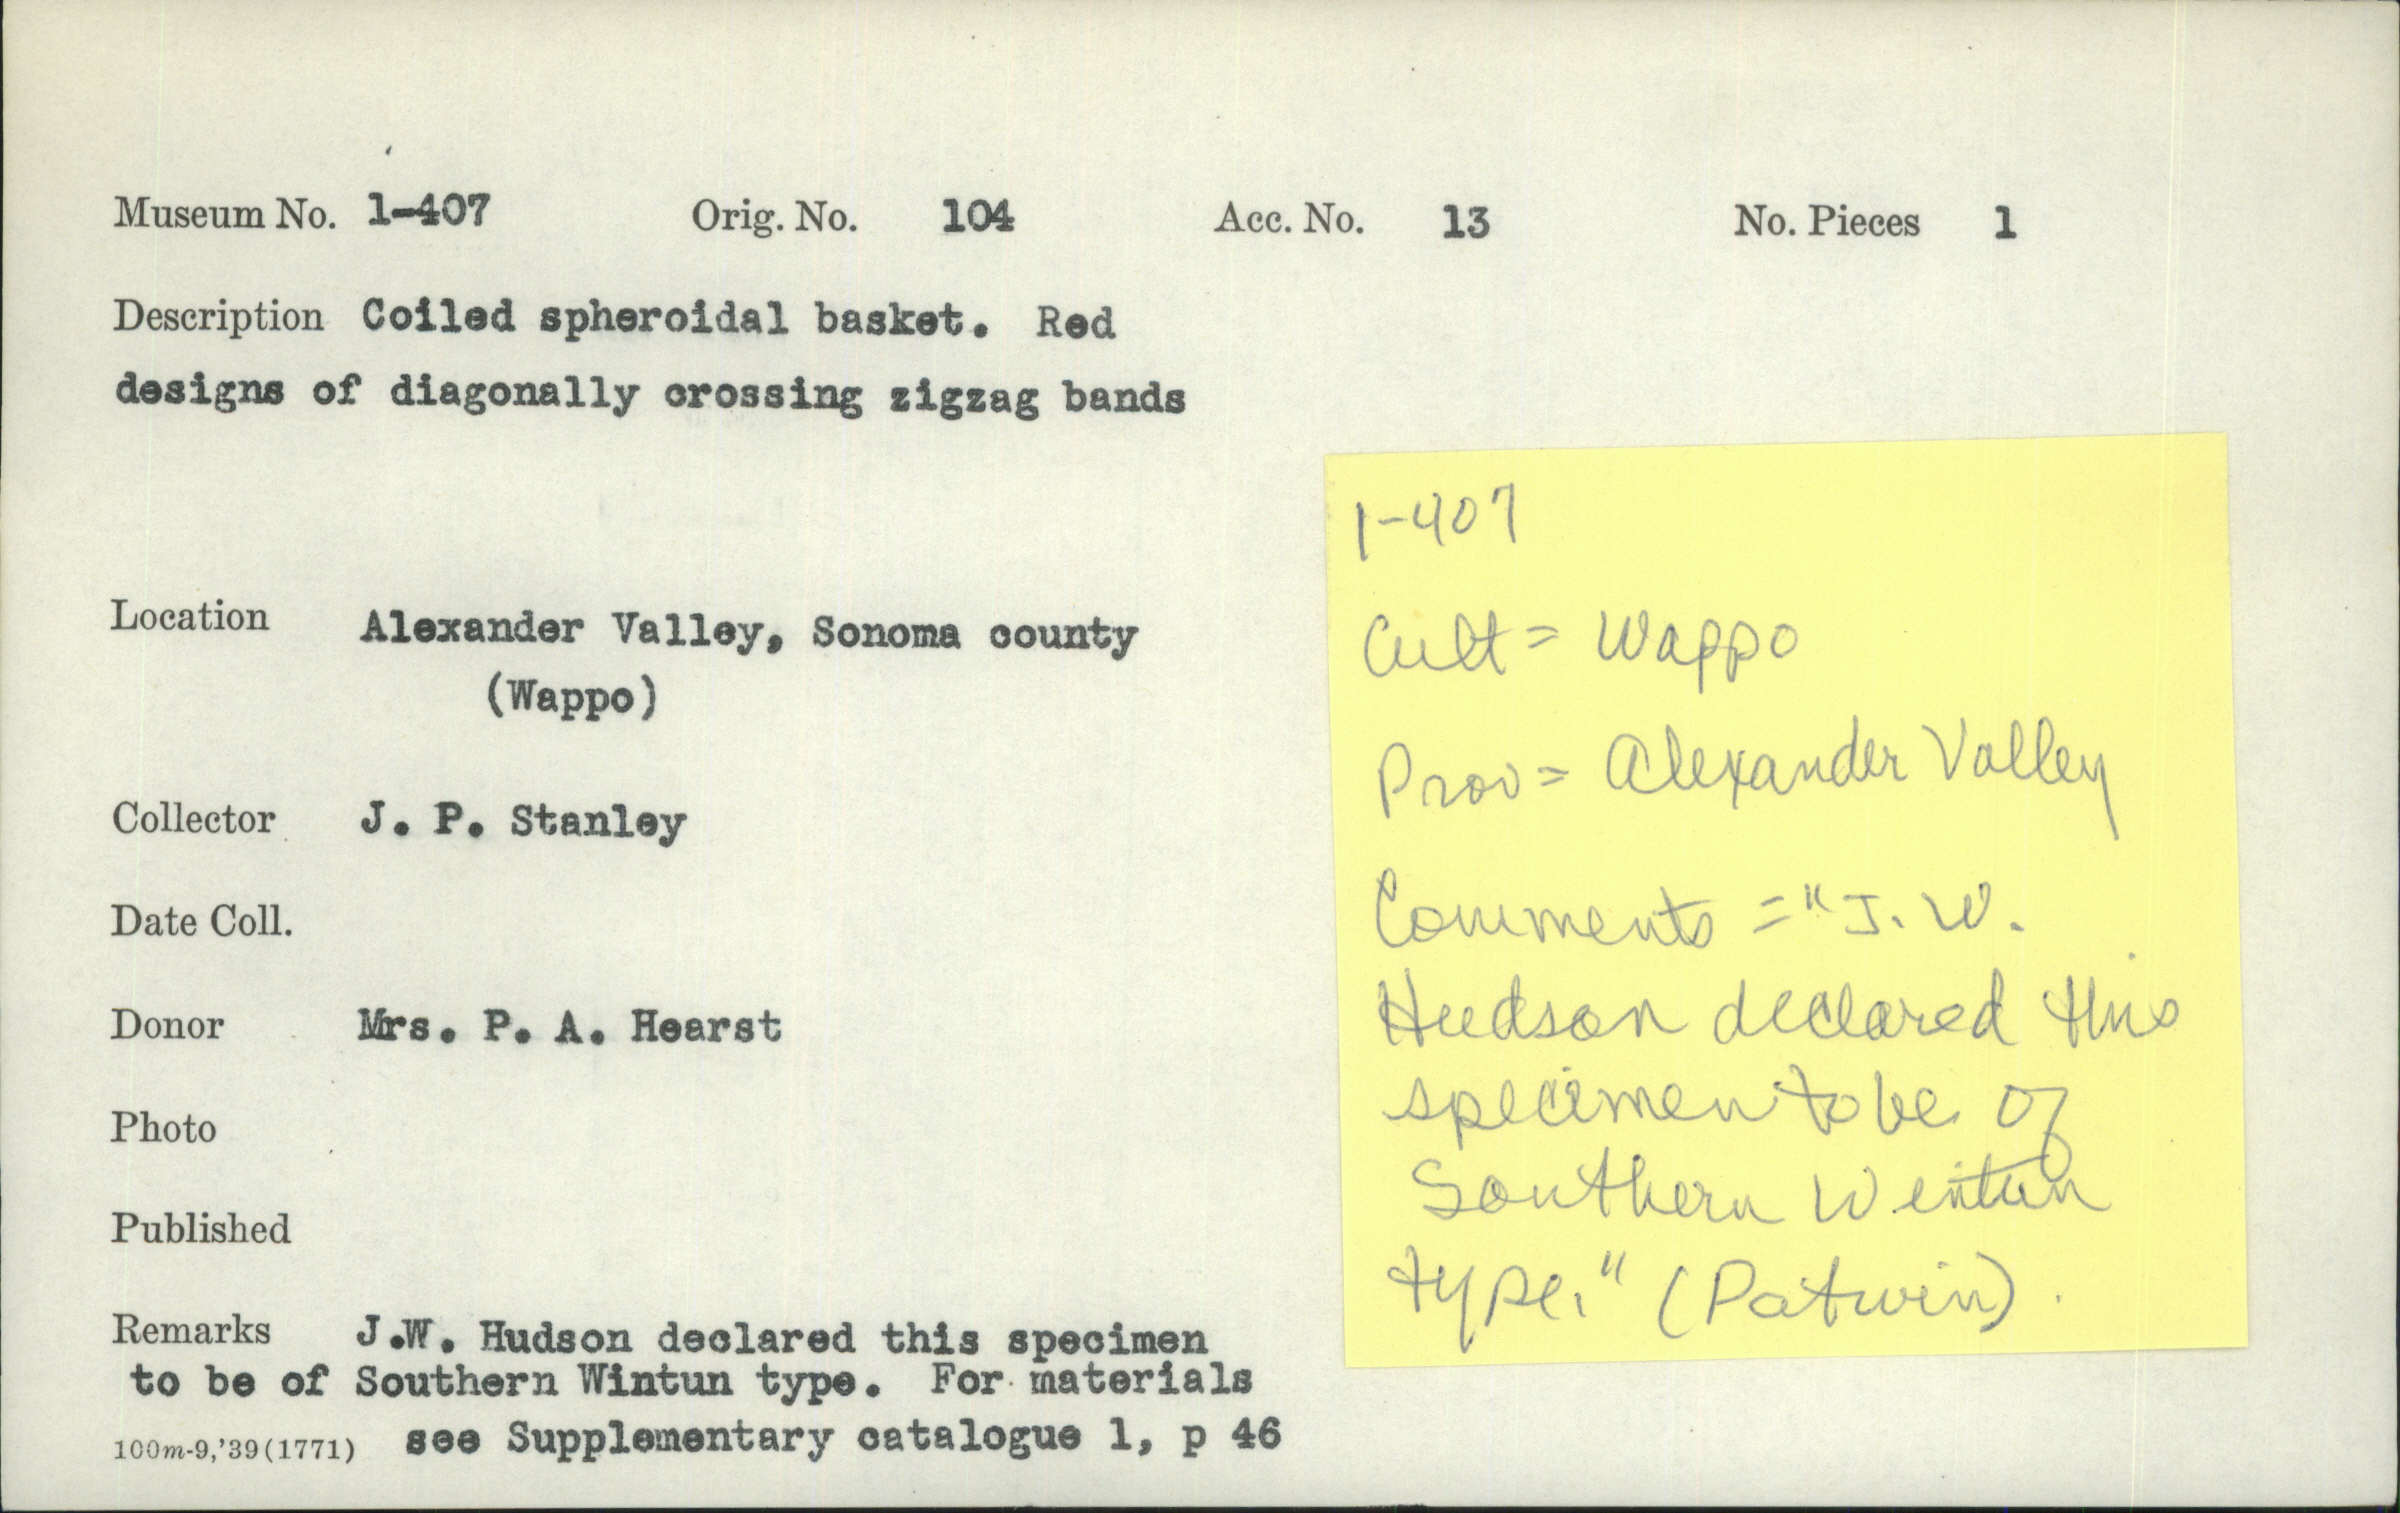 Museum No. 1-407 Orig. No. 104 Acc. No. 13 No. Pieces 1
Description Coiled spheroidal basket. Red
designs of diagonally crossing zigzag bands
Location Alexander Valley, Sonoma county
(Wappo)
Collector J. P. Stanley
Date Coll.
Donor Mrs. P. A. Hearst
Photo
Published
Remarks J.W. Hudson declared this specimen
to be of Southern Wintun type. For materials
100m-9,'39(1771) see Supplementary catalogue 1, p 46
1-407
Cult = Wappo
Prov = Alexander Valley
Comments = "J. W.
Hudson declared this
specimen to be of
Southern Wintun
type." (Patwin).